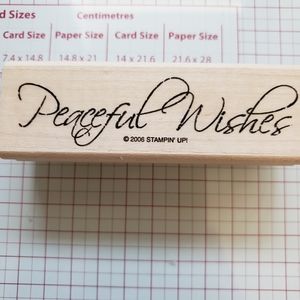 d Sizes
Centimetres
Card Size Paper Size Card Size Paper Size
7.4 x 14.8 14.8 x 21 14 x 21.6 21.6 x 28
Peaceful Wishes
© 2006 STAMPIN' UP!